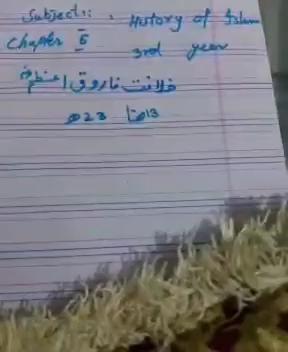 Subject:: History of Islam
Chapter 5 3rd year
خلافت فاروق اعظمؓ
13ھ تا 23ھ